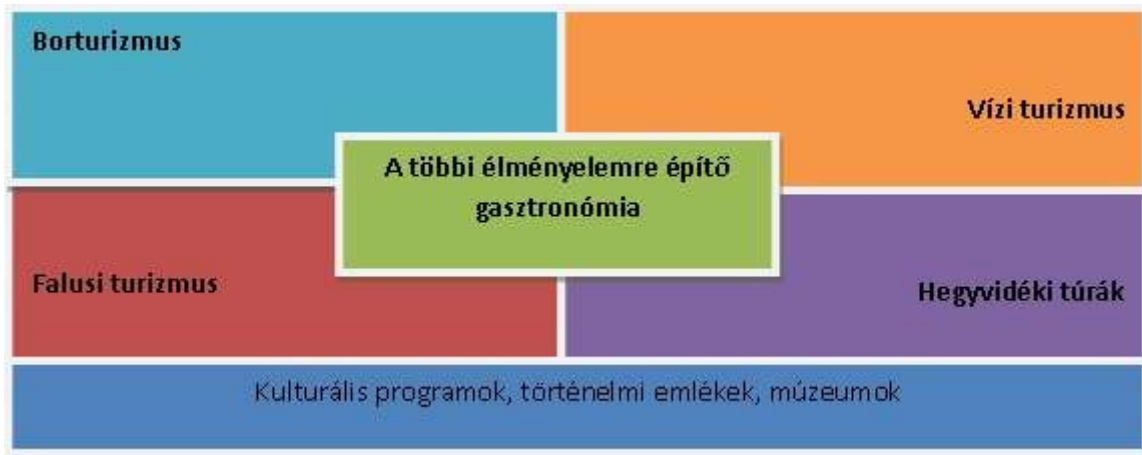 Borturizmus
Vízi turizmus
A többi élményelemre építő
gasztronómia
Falusi turizmus
Hegyvidéki túrák
Kulturális programok, történelmi emlékek, múzeumok